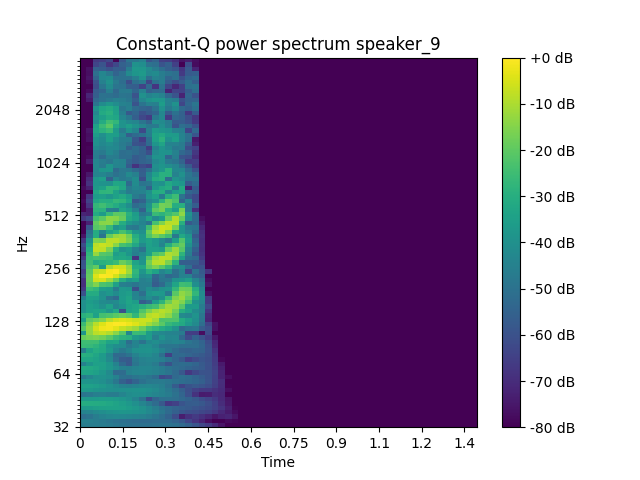 Constant-Q power spectrum speaker_9
Hz
2048
1024
512
256
128
64
32
0 0.15 0.3 0.45 0.6 0.75 0.9 1.1 1.2 1.4
Time
+0 dB
-10 dB
-20 dB
-30 dB
-40 dB
-50 dB
-60 dB
-70 dB
-80 dB